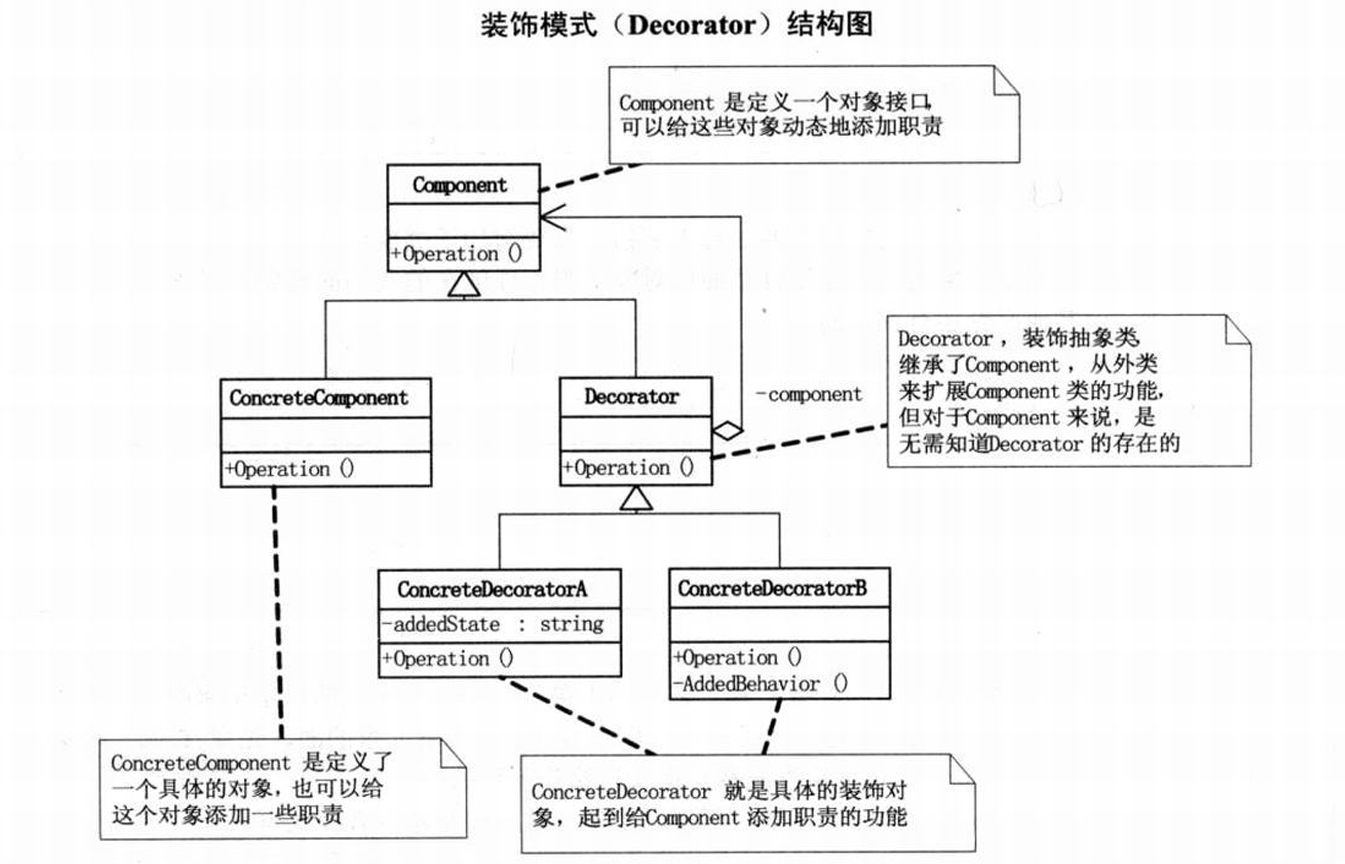 装饰模式（Decorator）结构图
Component 是定义一个对象接口，
可以给这些对象动态地添加职责
Component
+Operation ()
Decorator ，装饰抽象类，
继承了Component ，从外类
来扩展Component 类的功能，
但对于Component 来说，是
无需知道Decorator 的存在的
ConcreteComponent
+Operation ()
Decorator
+Operation ()
-component
ConcreteDecoratorA
-addedState : string
+Operation ()
ConcreteDecoratorB
+Operation ()
-AddedBehavior ()
ConcreteComponent 是定义了
一个具体的对象，也可以给
这个对象添加一些职责
ConcreteDecorator 就是具体的装饰对
象，起到给Component 添加职责的功能